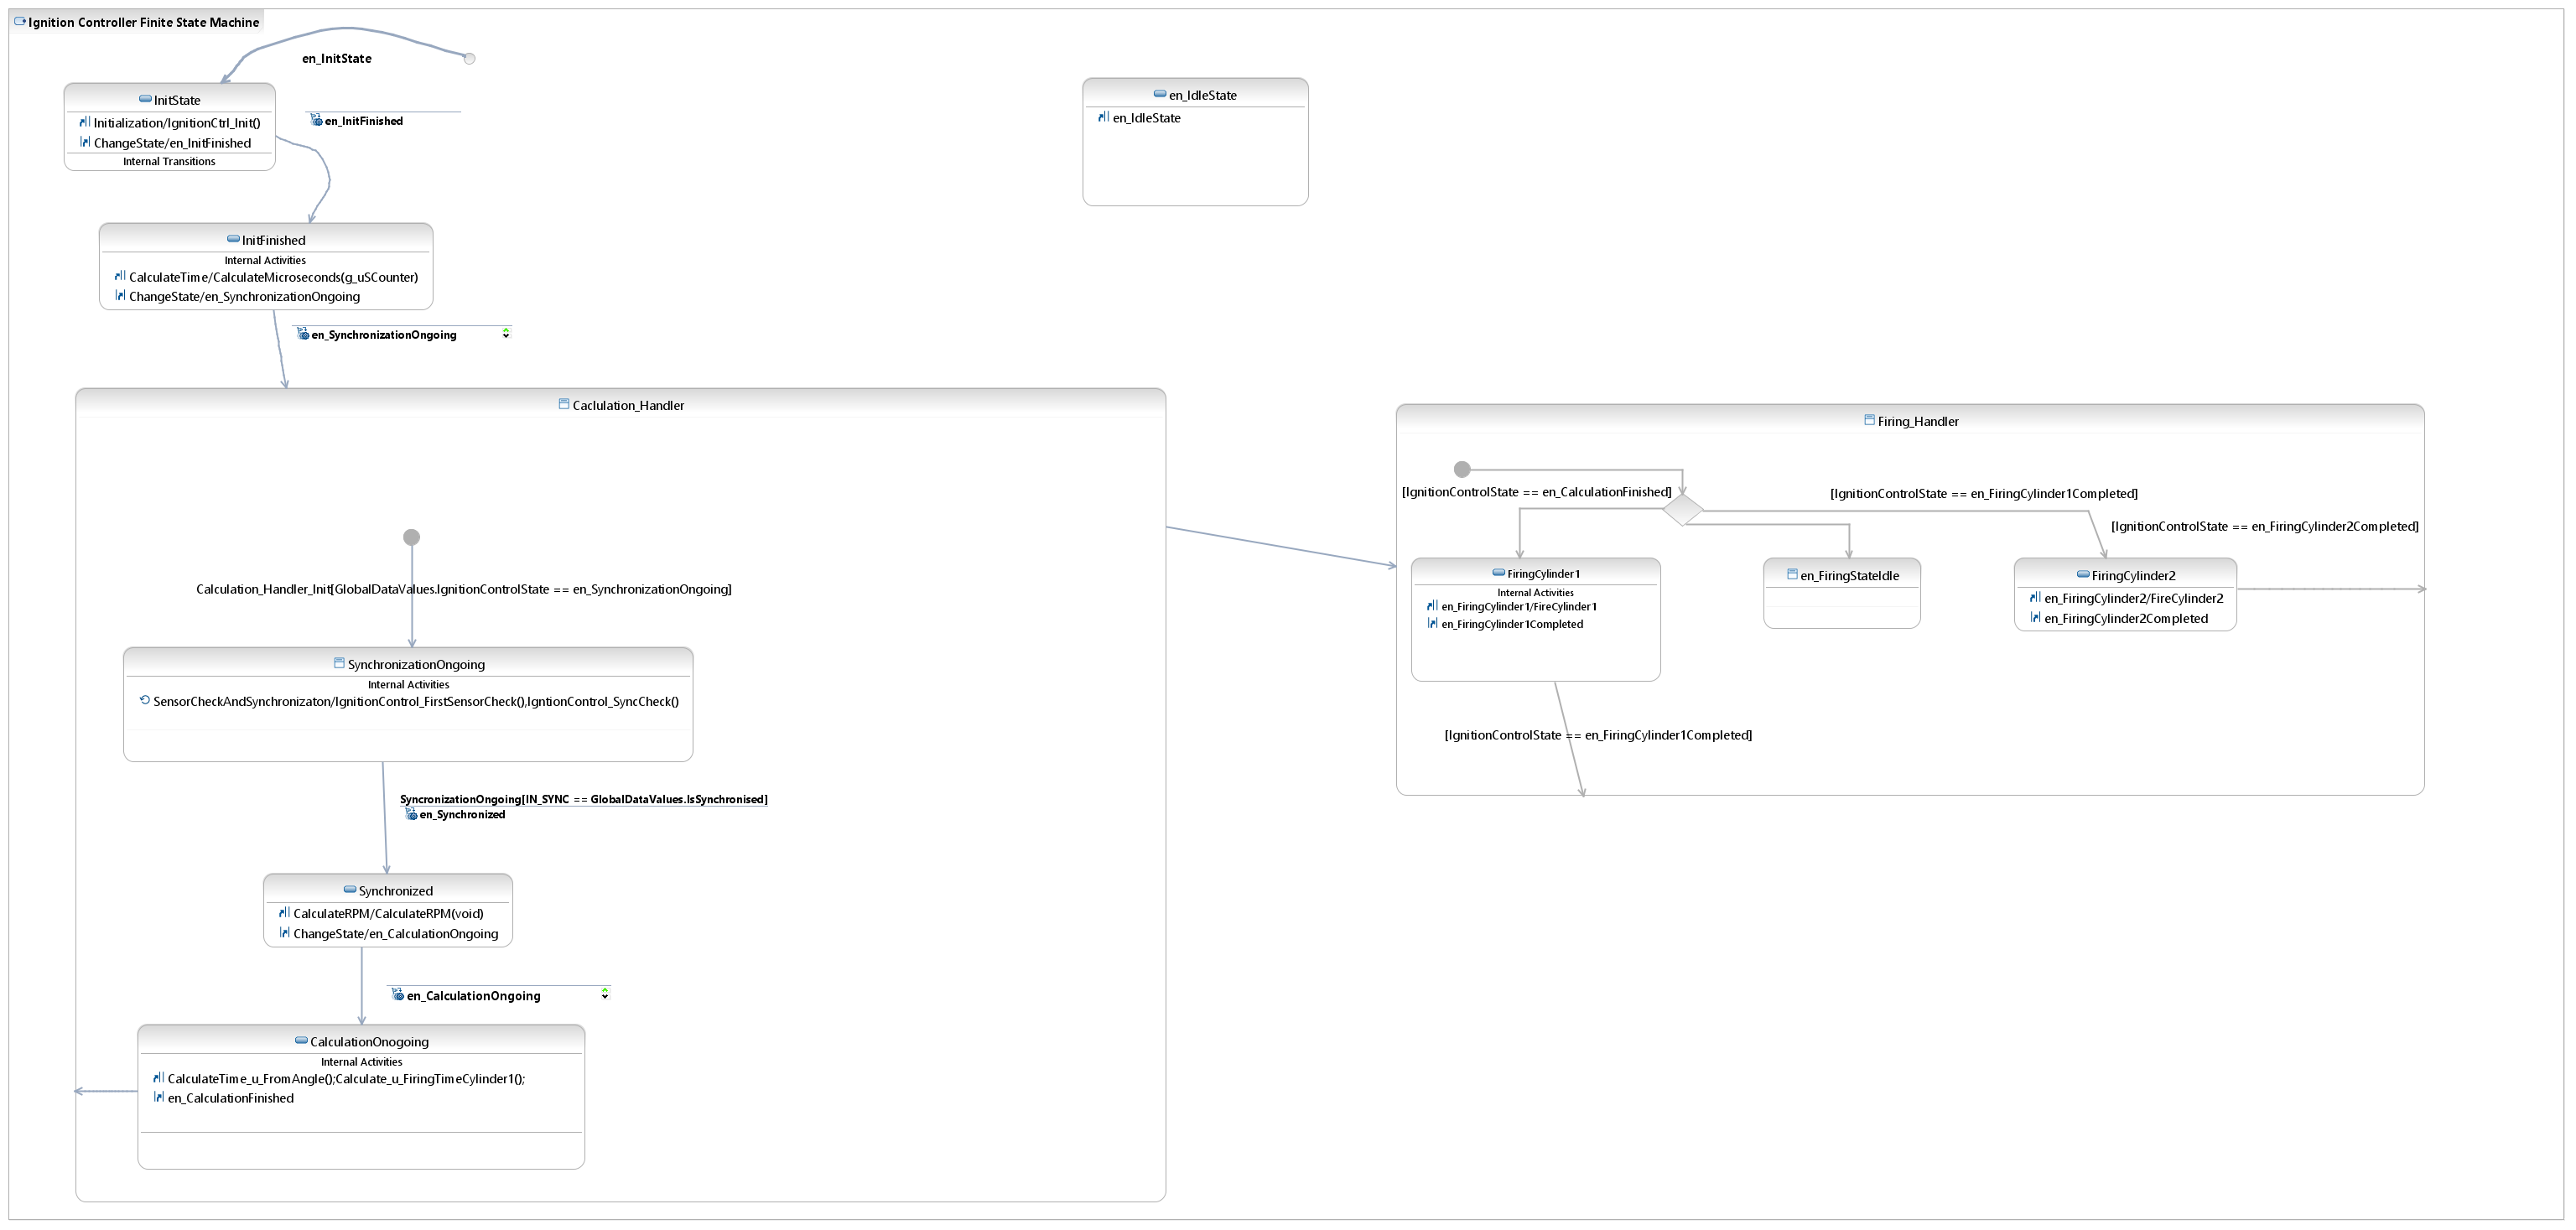 Ignition Controller Finite State Machine
en_InitState
InitState
Initialization/IgnitionCtrl_Init()
ChangeState/en_InitFinished
Internal Transitions
en_InitFinished
en_IdleState
en_IdleState
InitFinished
Internal Activities
CalculateTime/CalculateMicroseconds(g_uSCounter)
ChangeState/en_SynchronizationOngoing
en_SynchronizationOngoing
Caclulation_Handler
Calculation_Handler_Init[GlobalDataValues.IgnitionControlState == en_SynchronizationOngoing]
SynchronizationOngoing
Internal Activities
SensorCheckAndSynchronizaton/IgnitionControl_FirstSensorCheck(),IgntionControl_SyncCheck()
SyncronizationOngoing[IN_SYNC == GlobalDataValues.IsSynchronised]
en_Synchronized
Synchronized
CalculateRPM/CalculateRPM(void)
ChangeState/en_CalculationOngoing
en_CalculationOngoing
CalculationOnogoing
Internal Activities
CalculateTime_u_FromAngle();Calculate_u_FiringTimeCylinder1();
en_CalculationFinished
Firing_Handler
[IgnitionControlState == en_CalculationFinished]
[IgnitionControlState == en_FiringCylinder1Completed]
[IgnitionControlState == en_FiringCylinder2Completed]
FiringCylinder1
Internal Activities
en_FiringCylinder1/FireCylinder1
en_FiringCylinder1Completed
en_FiringStateIdle
FiringCylinder2
en_FiringCylinder2/FireCylinder2
en_FiringCylinder2Completed
[IgnitionControlState == en_FiringCylinder1Completed]